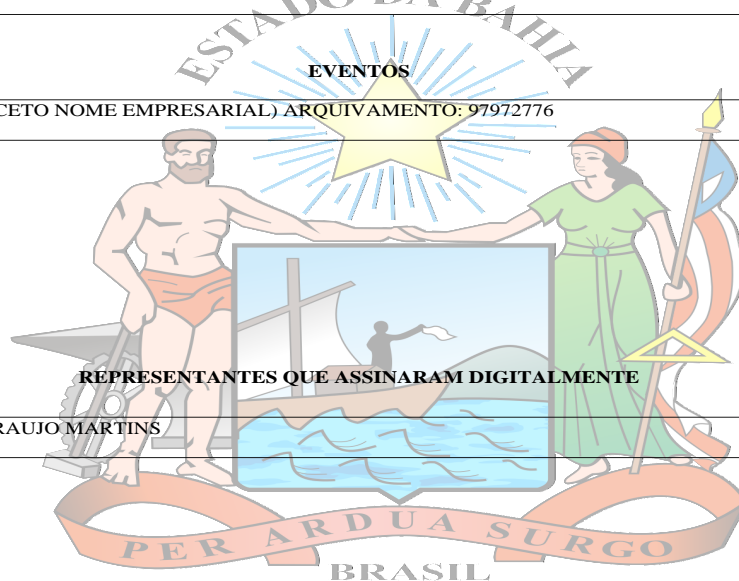 ESTADO DA BAHIA
EVENTOS
CETO NOME EMPRESARIAL) ARQUIVAMENTO: 97972776
REPRESENTANTES QUE ASSINARAM DIGITALMENTE
RAUJO MARTINS
PER ARDUA SURGO
BRASIL